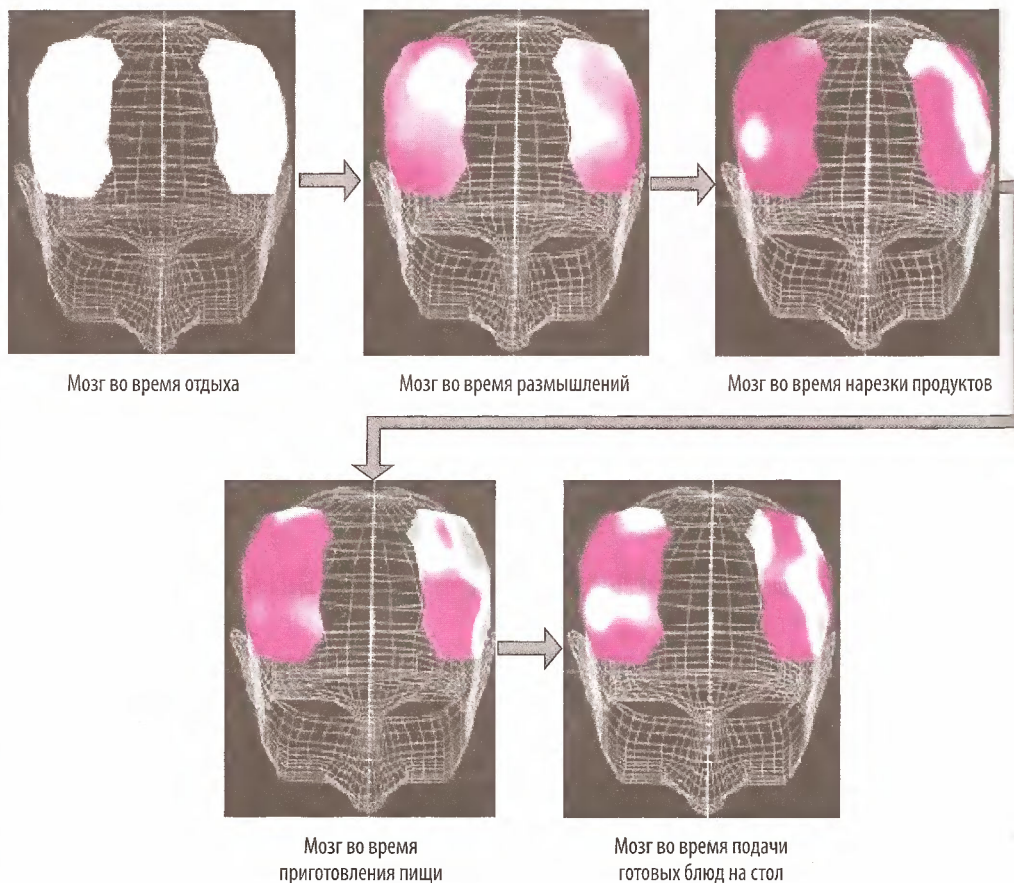 Мозг во время отдыха
Мозг во время размышлений
Мозг во время нарезки продуктов
Мозг во время
приготовления пищи
Мозг во время подачи
готовых блюд на стол